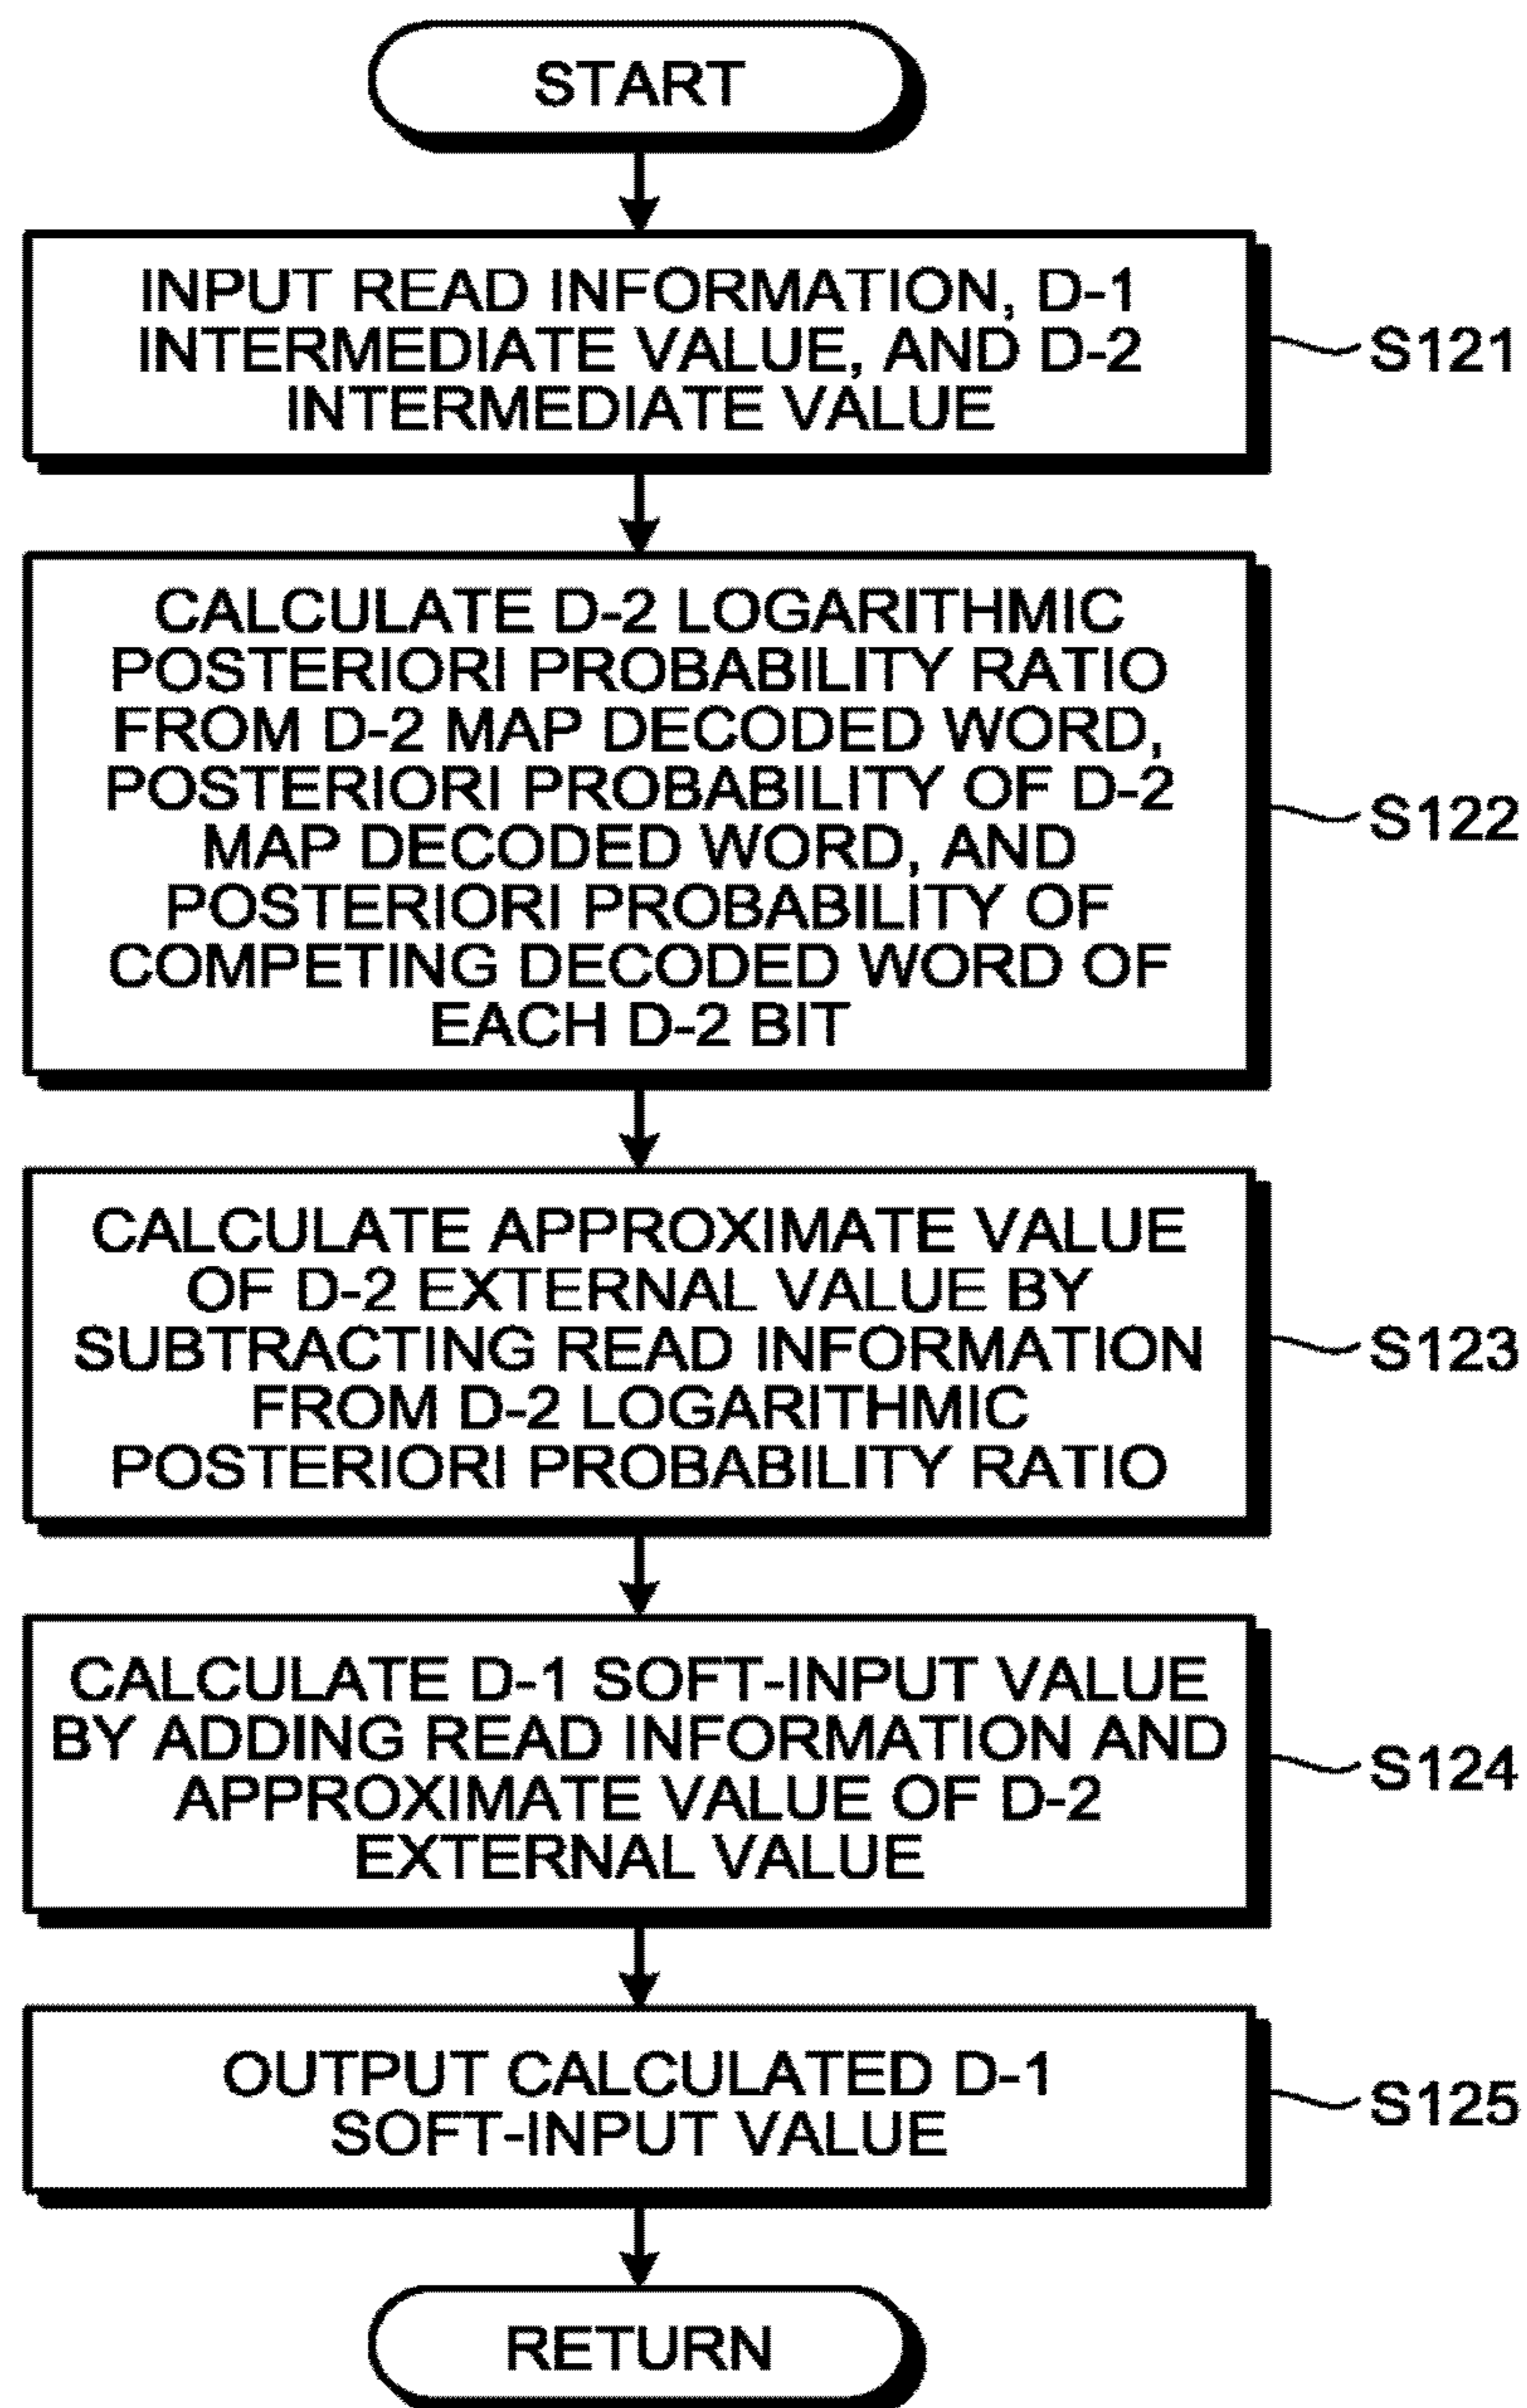 START
INPUT READ INFORMATION, D-1
INTERMEDIATE VALUE, AND D-2
INTERMEDIATE VALUE
S121
CALCULATE D-2 LOGARITHMIC
POSTERIORI PROBABILITY RATIO
FROM D-2 MAP DECODED WORD,
POSTERIORI PROBABILITY OF D-2
MAP DECODED WORD, AND
POSTERIORI PROBABILITY OF
COMPETING DECODED WORD OF
EACH D-2 BIT
S122
CALCULATE APPROXIMATE VALUE
OF D-2 EXTERNAL VALUE BY
SUBTRACTING READ INFORMATION
FROM D-2 LOGARITHMIC
POSTERIORI PROBABILITY RATIO
S123
CALCULATE D-1 SOFT-INPUT VALUE
BY ADDING READ INFORMATION AND
APPROXIMATE VALUE OF D-2
EXTERNAL VALUE
S124
OUTPUT CALCULATED D-1
SOFT-INPUT VALUE
S125
RETURN